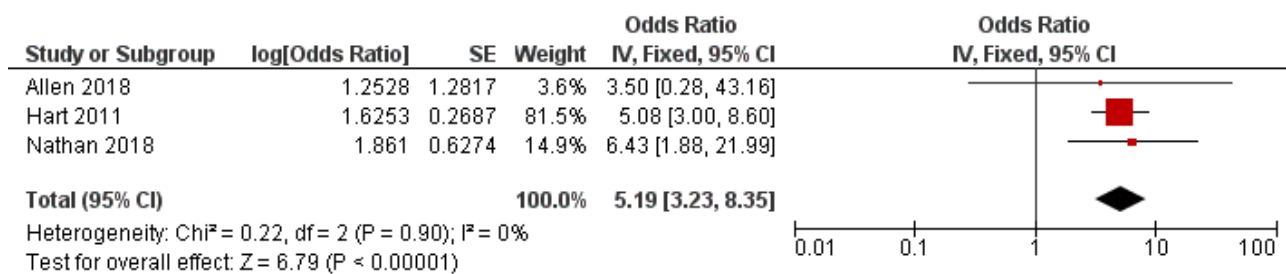 Odds Ratio Odds Ratio
Study or Subgroup log[Odds Ratio] SE Weight IV, Fixed, 95% CI IV, Fixed, 95% CI
Allen 2018 1.2528 1.2817 3.6% 3.50 [0.28, 43.16]
Hart 2011 1.6253 0.2687 81.5% 5.08 [3.00, 8.60]
Nathan 2018 1.861 0.6274 14.9% 6.43 [1.88, 21.99]
Total (95% CI) 100.0% 5.19 [3.23, 8.35]
Heterogeneity: Chi² = 0.22, df = 2 (P = 0.90); I² = 0%
Test for overall effect: Z = 6.79 (P < 0.00001)
0.01 0.1 1 10 100